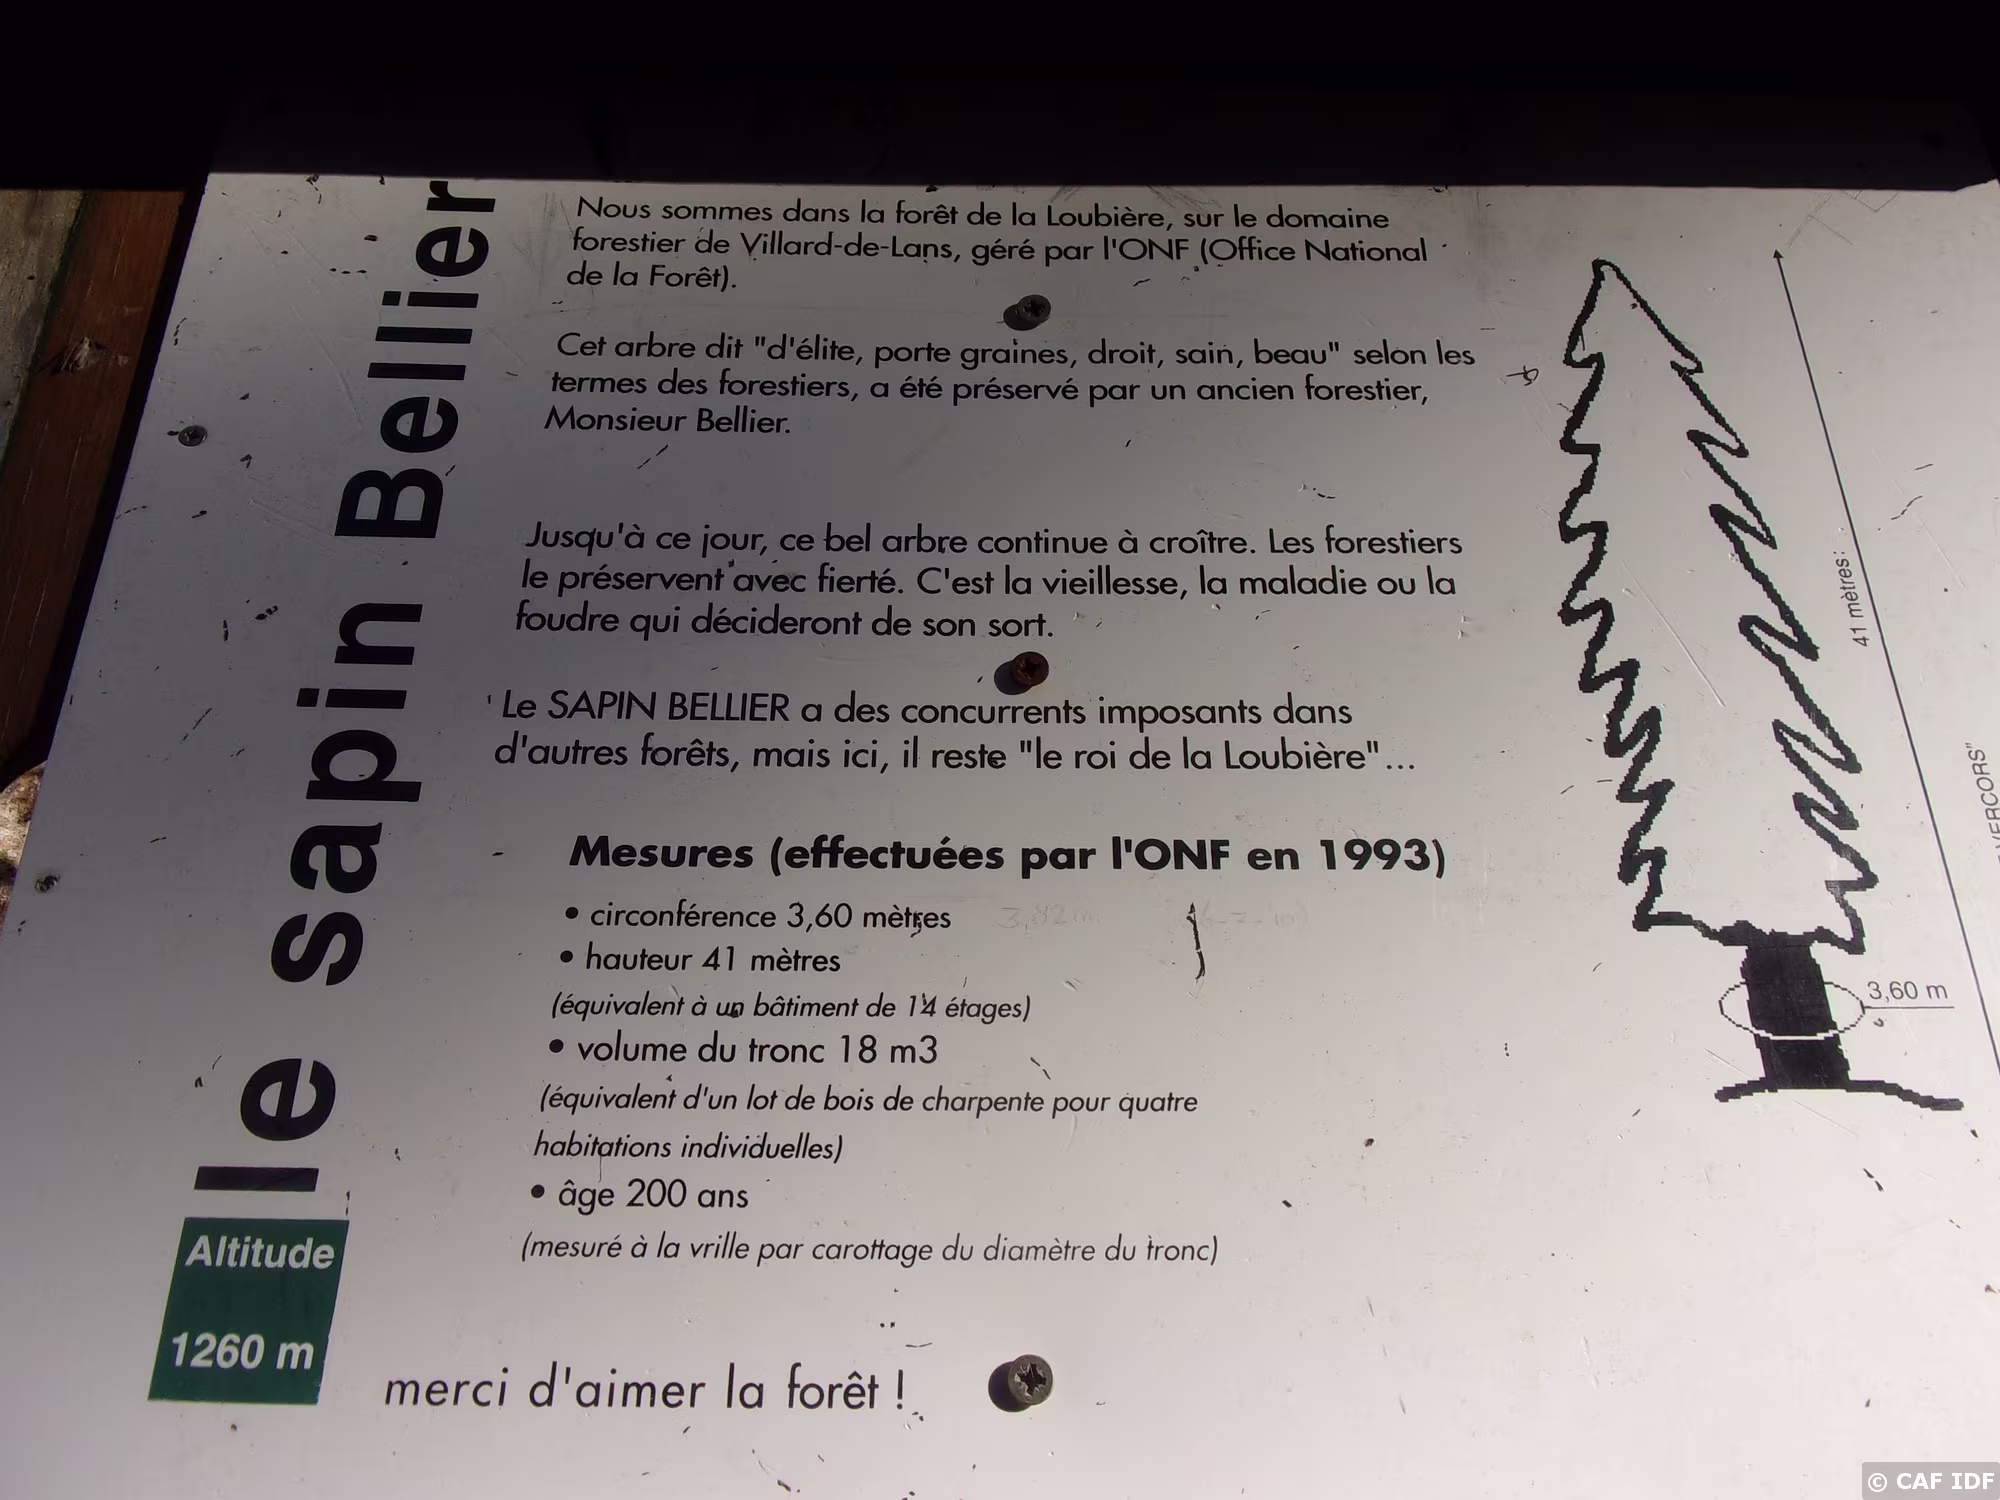 le sapin Bellier
Nous sommes dans la forêt de la Loubière, sur le domaine
forestier de Villard-de-Lans, géré par l'ONF (Office National
de la Forêt).
Cet arbre dit "d'élite, porte graines, droit, sain, beau" selon les
termes des forestiers, a été préservé par un ancien forestier,
Monsieur Bellier.
Jusqu'à ce jour, ce bel arbre continue à croître. Les forestiers
le préservent avec fierté. C'est la vieillesse, la maladie ou la
foudre qui décideront de son sort.
Le SAPIN BELLIER a des concurrents imposants dans
d'autres forêts, mais ici, il reste "le roi de la Loubière"...
Mesures (effectuées par l'ONF en 1993)
• circonférence 3,60 mètres 3,82 m
• hauteur 41 mètres
(équivalent à un bâtiment de 14 étages)
• volume du tronc 18 m3
(équivalent d'un lot de bois de charpente pour quatre
habitations individuelles)
• âge 200 ans
(mesuré à la vrille par carottage du diamètre du tronc)
merci d'aimer la forêt !
Altitude
1260 m
41 mètres:
3,60 m
VERCORS"
© CAF IDF